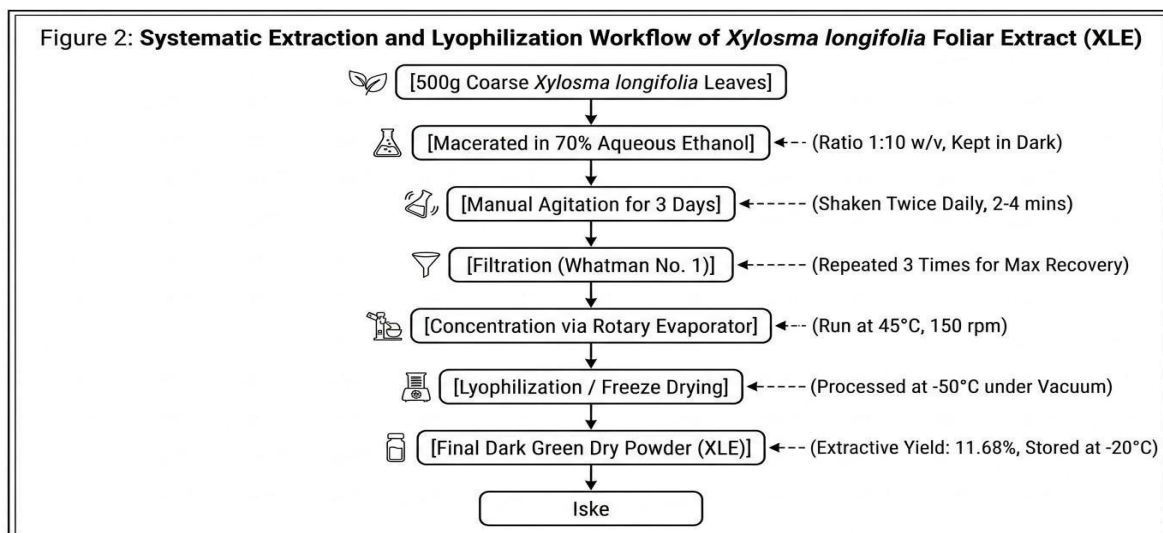 Figure 2: Systematic Extraction and Lyophilization Workflow of Xylosma longifolia Foliar Extract (XLE)
[500g Coarse Xylosma longifolia Leaves]
[Macerated in 70% Aqueous Ethanol] (Ratio 1:10 w/v, Kept in Dark)
[Manual Agitation for 3 Days] (Shaken Twice Daily, 2-4 mins)
[Filtration (Whatman No. 1)] (Repeated 3 Times for Max Recovery)
[Concentration via Rotary Evaporator] (Run at 45°C, 150 rpm)
[Lyophilization / Freeze Drying] (Processed at -50°C under Vacuum)
[Final Dark Green Dry Powder (XLE)] (Extractive Yield: 11.68%, Stored at -20°C)
Iske